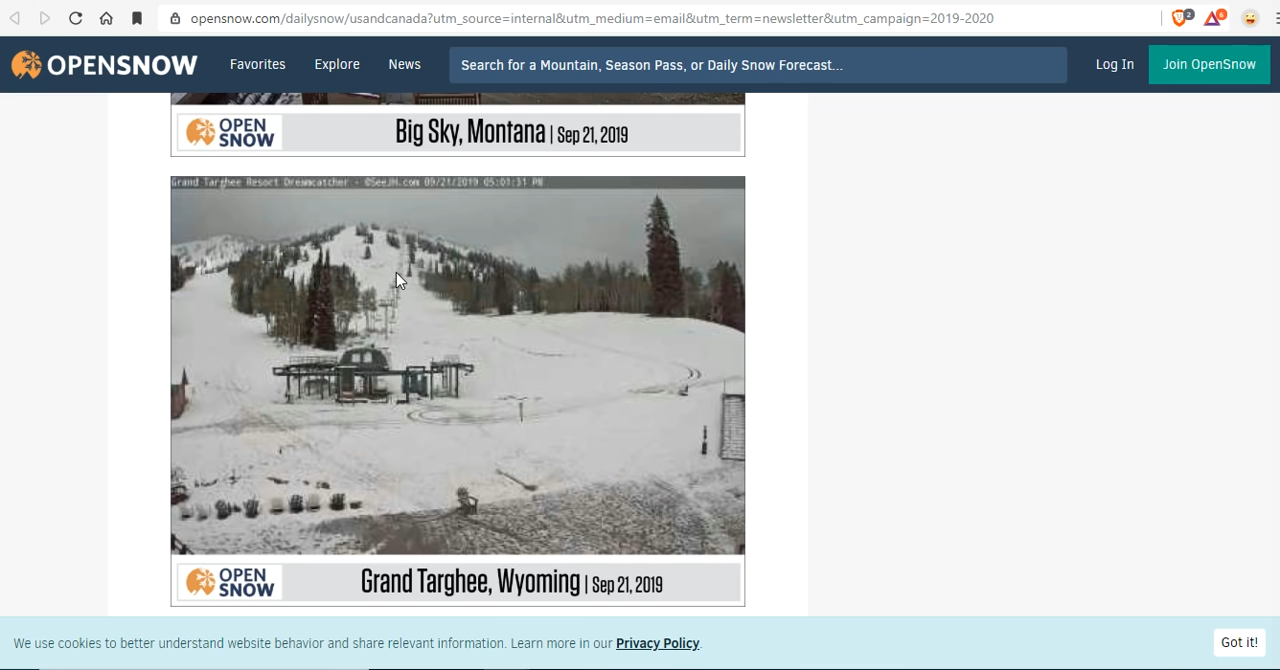 opensnow.com/dailysnow/usandcanada?utm_source=internal&utm_medium=email&utm_term=newsletter&utm_campaign=2019-2020
2
6
OPENSNOW
Favorites
Explore
News
Search for a Mountain, Season Pass, or Daily Snow Forecast...
Log In
Join OpenSnow
OPEN
SNOW
Big Sky, Montana | Sep 21, 2019
Grand Targhee Resort Dreamcatcher - ©SeeJH.com 09/21/2019 05:01:31 PM
OPEN
SNOW
Grand Targhee, Wyoming | Sep 21, 2019
We use cookies to better understand website behavior and share relevant information. Learn more in our Privacy Policy.
Got it!